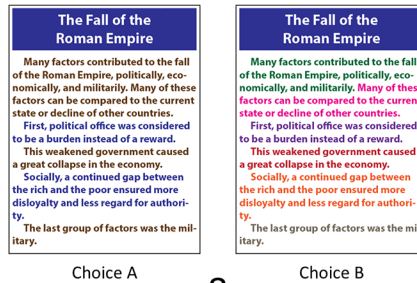 The Fall of the
Roman Empire
Many factors contributed to the fall
of the Roman Empire, politically, eco-
nomically, and militarily. Many of these
factors can be compared to the current
state or decline of other countries.
First, political office was considered
to be a burden instead of a reward.
This weakened government caused
a great collapse in the economy.
Socially, a continued gap between
the rich and the poor ensured more
disloyalty and less regard for authori-
ty.
The last group of factors was the mil-
itary.
Choice A
The Fall of the
Roman Empire
Many factors contributed to the fall
of the Roman Empire, politically, eco-
nomically, and militarily. Many of thes
factors can be compared to the curren
state or decline of other countries.
First, political office was considered
to be a burden instead of a reward.
This weakened government caused
a great collapse in the economy.
Socially, a continued gap between
the rich and the poor ensured more
disloyalty and less regard for authori-
ty.
The last group of factors was the mi
itary.
Choice B